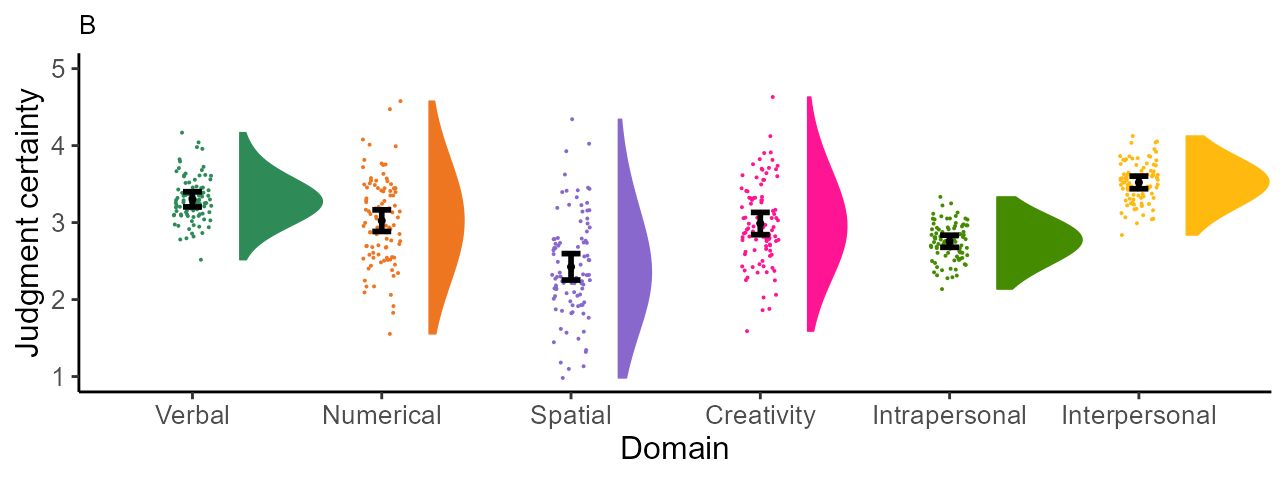 B
Judgment certainty
5
4
3
2
1
Verbal Numerical Spatial Creativity Intrapersonal Interpersonal
Domain